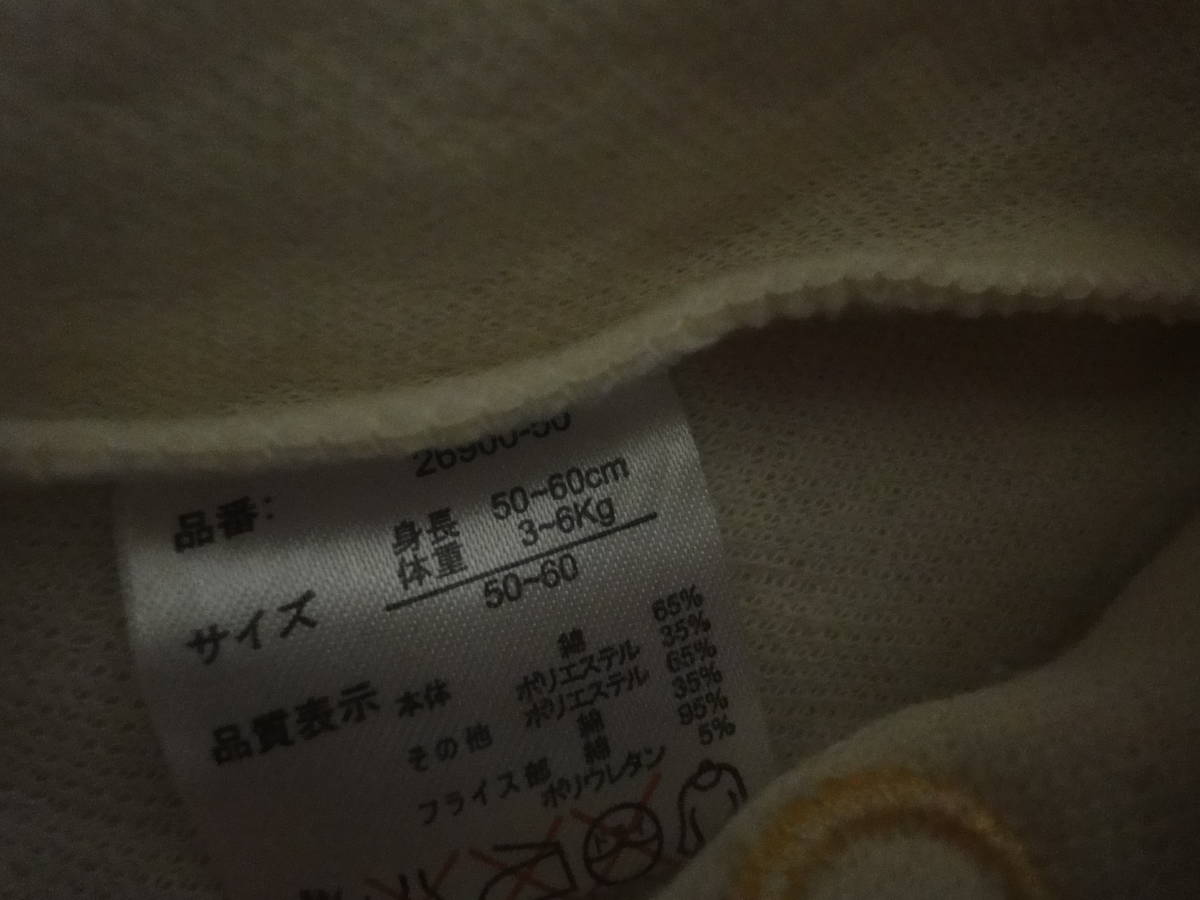 品番: 26900-50
サイズ 身長 50~60cm
体重 3~6Kg
50~60
品質表示 本体 綿 65%
ポリエステル 35%
その他 ポリエステル 65%
綿 35%
フライス部 綿 95%
ポリウレタン 5%